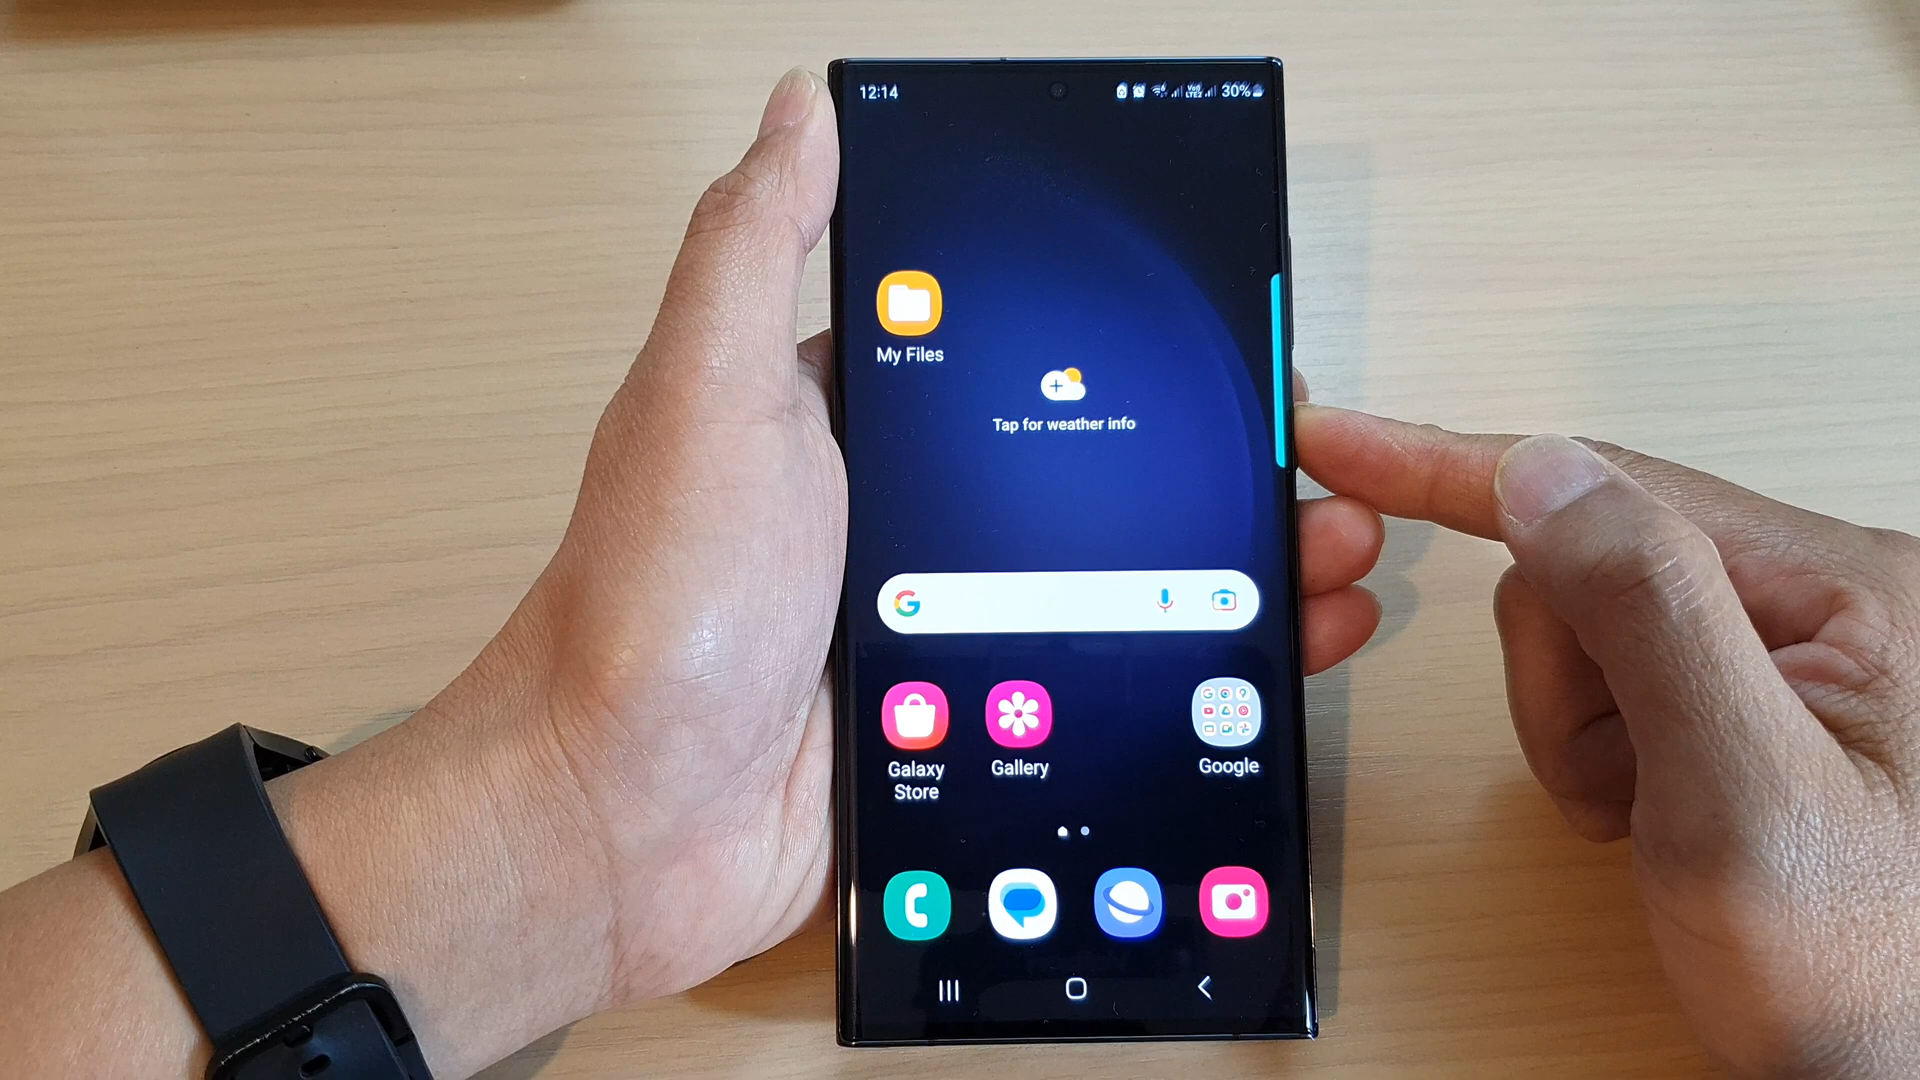 12:14
30%
My Files
Tap for weather info
G
Galaxy
Store
Gallery
Google